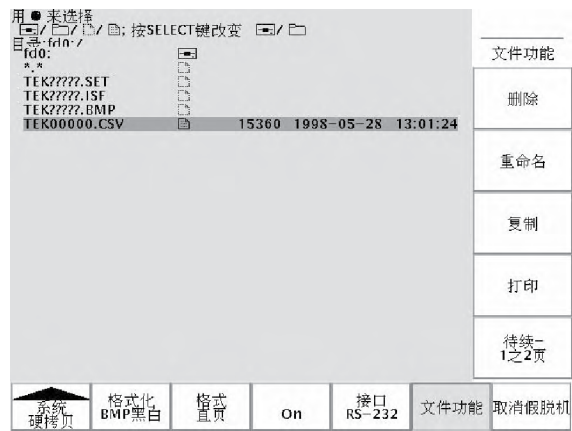 用 来选择
/ / / ; 按SELECT键改变 /
目录:fd0:/
fd0:
*.*
TEK?????.SET
TEK?????.ISF
TEK?????.BMP
TEK00000.CSV 15360 1998-05-28 13:01:24
文件功能
删除
重命名
复制
打印
待续-
1之2页
系统
硬拷贝
格式化
BMP黑白
格式
直页
On
接口
RS-232
文件功能
取消假脱机